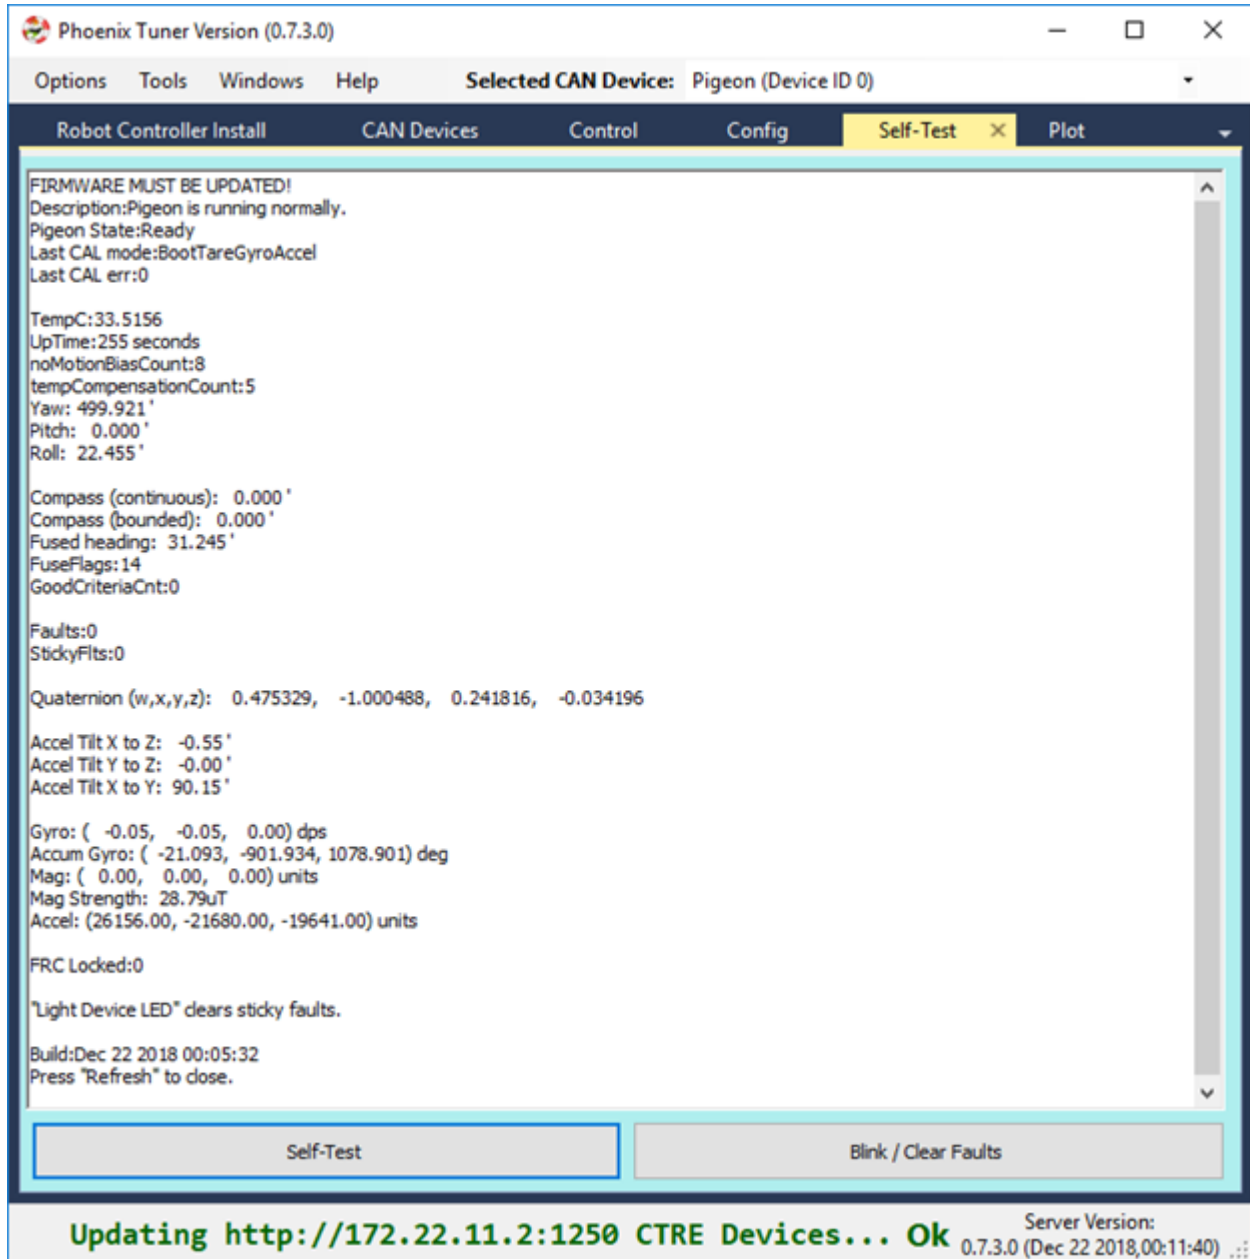 Phoenix Tuner Version (0.7.3.0)
Options Tools Windows Help Selected CAN Device: Pigeon (Device ID 0)
Robot Controller Install CAN Devices Control Config Self-Test Plot
FIRMWARE MUST BE UPDATED!
Description:Pigeon is running normally.
Pigeon State:Ready
Last CAL mode:BootTareGyroAccel
Last CAL err:0
TempC:33.5156
UpTime:255 seconds
noMotionBiasCount:8
tempCompensationCount:5
Yaw: 499.921'
Pitch: 0.000'
Roll: 22.455'
Compass (continuous): 0.000'
Compass (bounded): 0.000'
Fused heading: 31.245'
FuseFlags:14
GoodCriteriaCnt:0
Faults:0
StickyFlts:0
Quaternion (w,x,y,z): 0.475329, -1.000488, 0.241816, -0.034196
Accel Tilt X to Z: -0.55'
Accel Tilt Y to Z: -0.00'
Accel Tilt X to Y: 90.15'
Gyro: ( -0.05, -0.05, 0.00) dps
Accum Gyro: ( -21.093, -901.934, 1078.901) deg
Mag: ( 0.00, 0.00, 0.00) units
Mag Strength: 28.79uT
Accel: (26156.00, -21680.00, -19641.00) units
FRC Locked:0
"Light Device LED" clears sticky faults.
Build:Dec 22 2018 00:05:32
Press "Refresh" to close.
Self-Test Blink / Clear Faults
Updating http://172.22.11.2:1250 CTRE Devices... Ok
Server Version:
0.7.3.0 (Dec 22 2018,00:11:40)